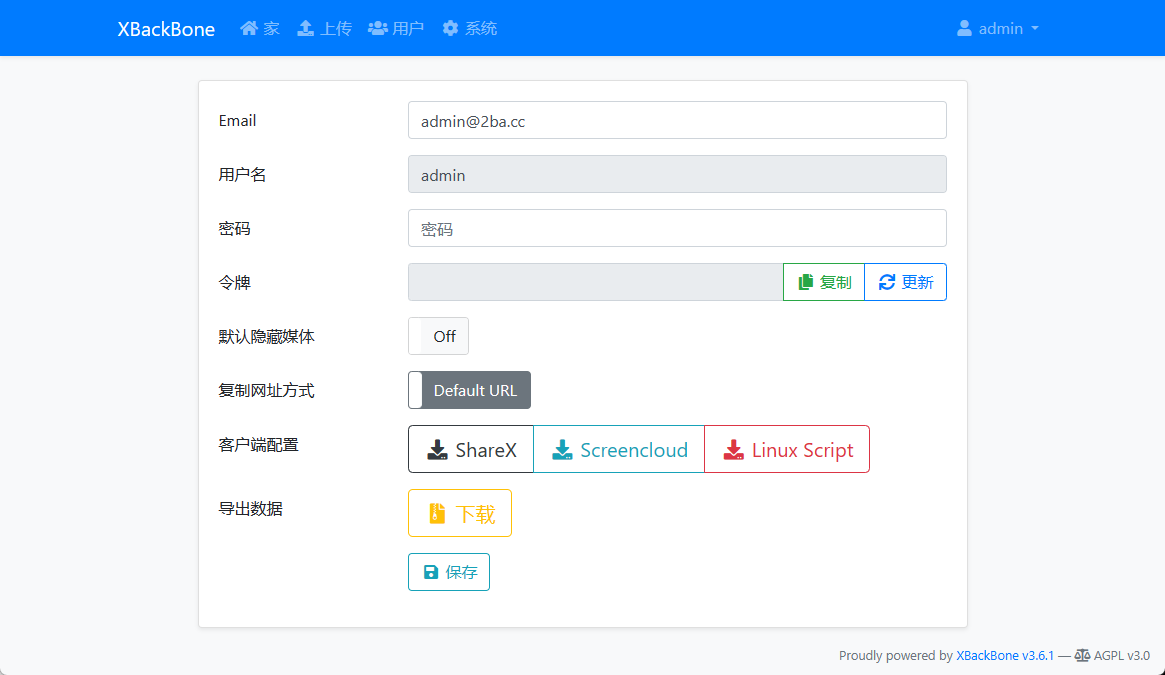 XBackBone 家 上传 用户 系统 admin
Email admin@2ba.cc
用户名 admin
密码 密码
令牌 复制 更新
默认隐藏媒体 Off
复制网址方式 Default URL
客户端配置 ShareX Screencloud Linux Script
导出数据 下载
保存
Proudly powered by XBackBone v3.6.1 — AGPL v3.0